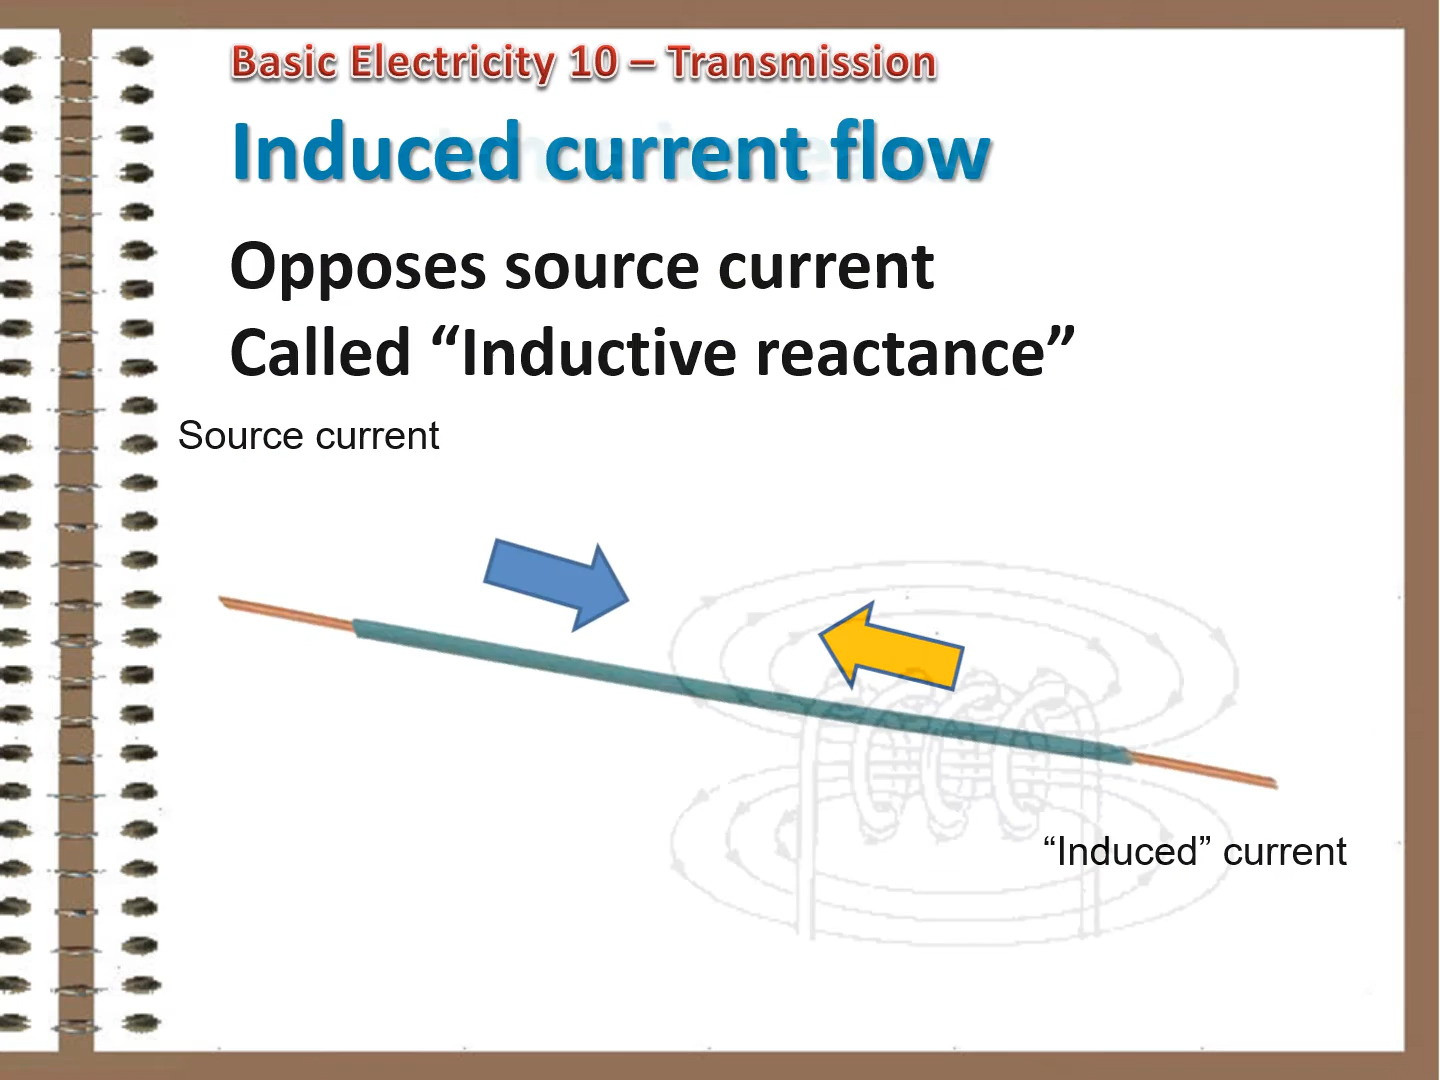 Basic Electricity 10 – Transmission
Induced current flow
Opposes source current
Called “Inductive reactance”
Source current
“Induced” current